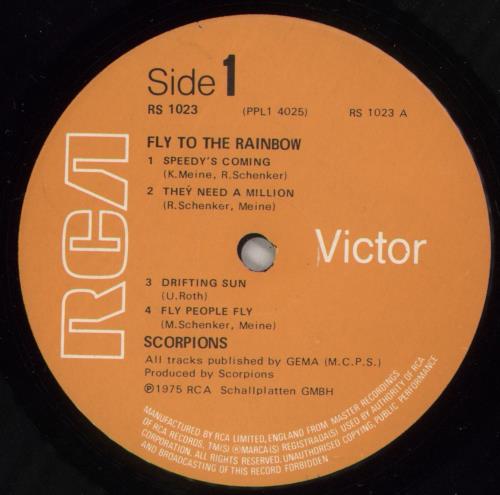 Side 1
RS 1023 (PPL1 4025) RS 1023 A
FLY TO THE RAINBOW
1 SPEEDY'S COMING
(K.Meine, R.Schenker)
2 THEY NEED A MILLION
(R.Schenker, Meine)
RCA
Victor
3 DRIFTING SUN
(U.Roth)
4 FLY PEOPLE FLY
(M.Schenker, Meine)
SCORPIONS
All tracks published by GEMA (M.C.P.S.)
Produced by Scorpions
Ⓟ1975 RCA Schallplatten GMBH
MANUFACTURED BY RCA LIMITED, ENGLAND FROM MASTER RECORDINGS
OF RCA RECORDS, TM(S) ®MARCA(S) REGISTRADA(S) USED BY AUTHORITY OF RCA
CORPORATION. ALL RIGHTS RESERVED. UNAUTHORISED COPYING, PUBLIC PERFORMANCE
AND BROADCASTING OF THIS RECORD FORBIDDEN